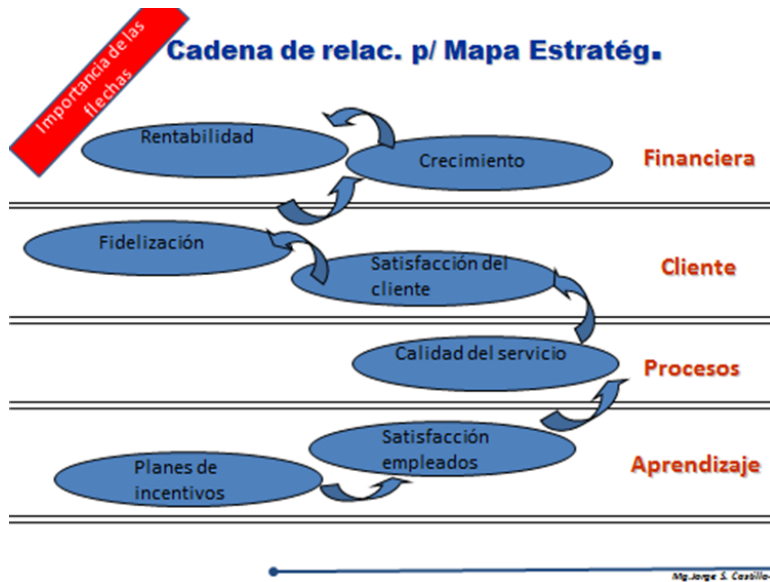 Importancia de las
flechas
Cadena de relac. p/ Mapa Estratég.
Rentabilidad
Crecimiento
Financiera
Fidelización
Satisfacción del
cliente
Cliente
Calidad del servicio
Procesos
Satisfacción
empleados
Planes de
incentivos
Aprendizaje
Mg.Jorge S. Castillo